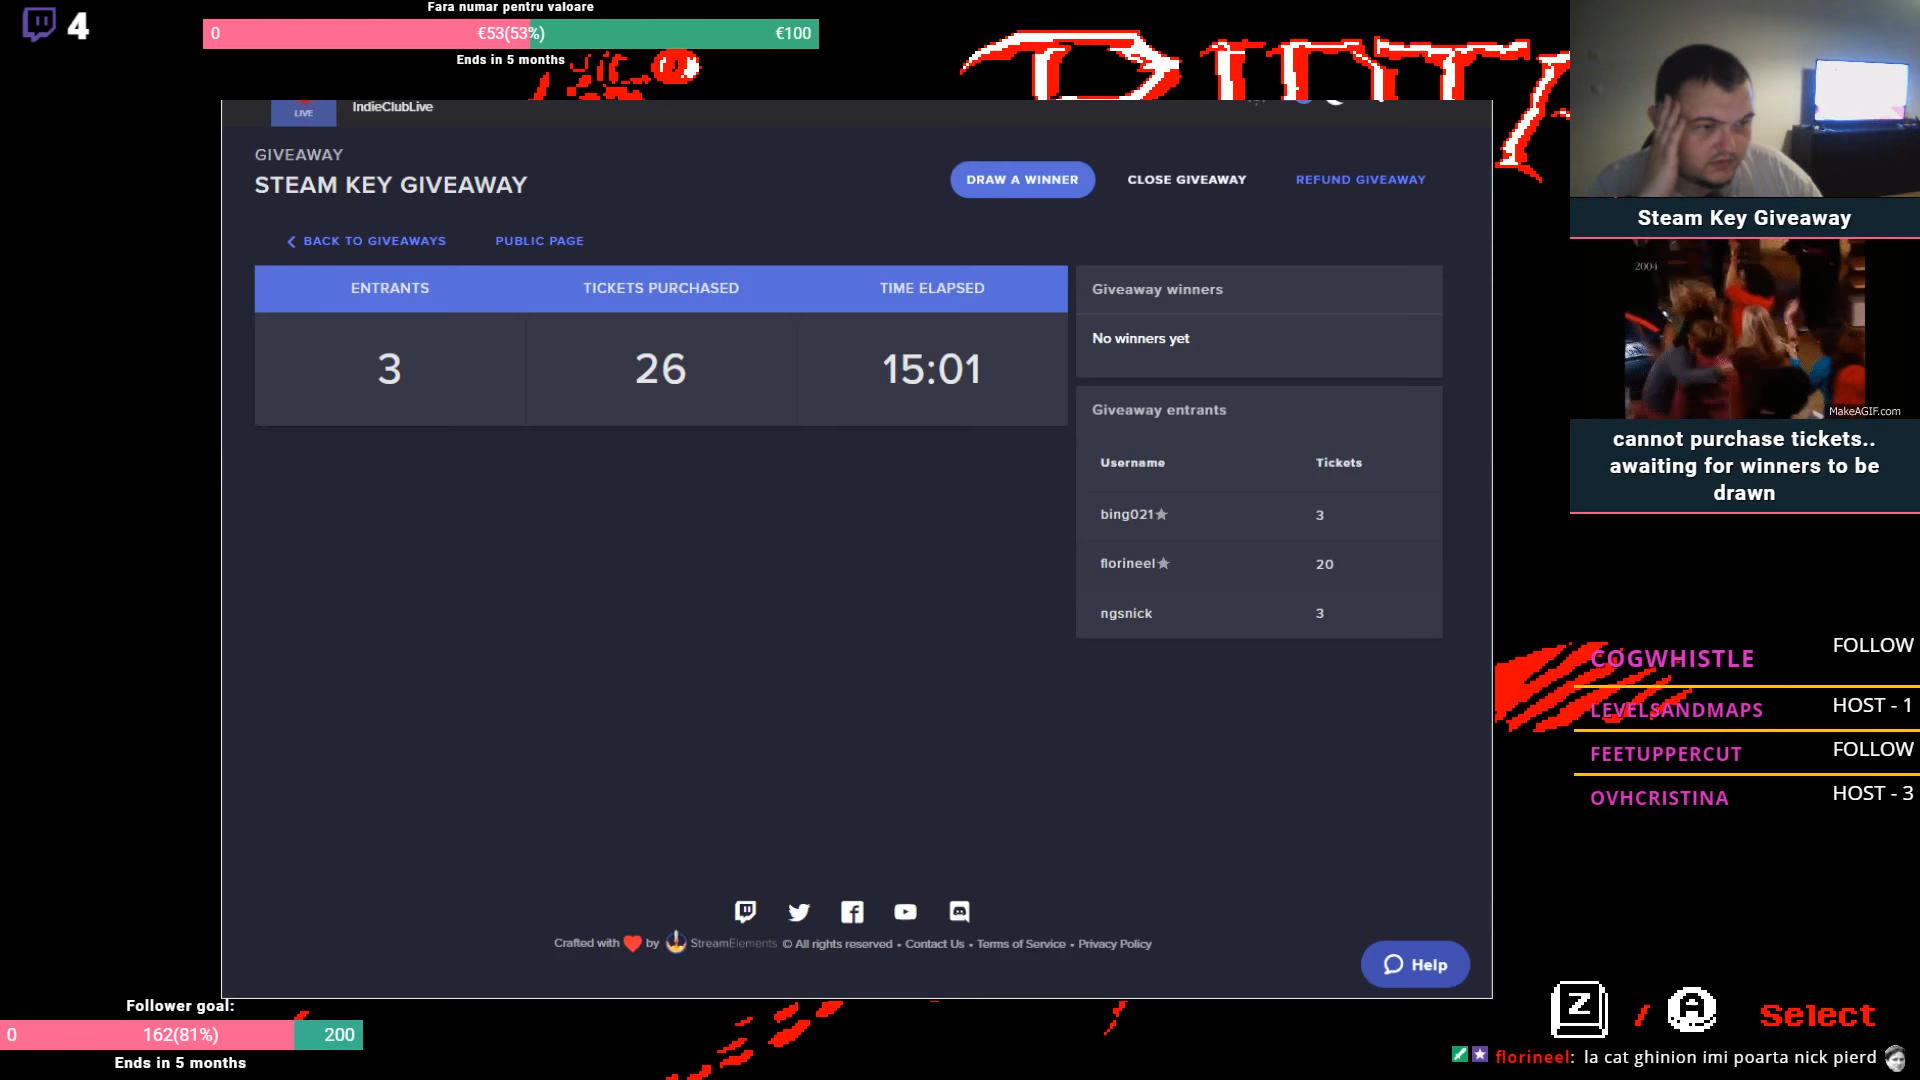 4
Fara numar pentru valoare
0 €53(53%) €100
Ends in 5 months
LIVE IndieClubLive
GIVEAWAY
STEAM KEY GIVEAWAY
DRAW A WINNER CLOSE GIVEAWAY REFUND GIVEAWAY
BACK TO GIVEAWAYS PUBLIC PAGE
ENTRANTS TICKETS PURCHASED TIME ELAPSED
3 26 15:01
Giveaway winners
No winners yet
Giveaway entrants
Username Tickets
bing021 3
florineel 20
ngsnick 3
Crafted with by StreamElements © All rights reserved • Contact Us • Terms of Service • Privacy Policy
Help
Steam Key Giveaway
2004
MakeAGIF.com
cannot purchase tickets..
awaiting for winners to be
drawn
COGWHISTLE FOLLOW
LEVELSANDMAPS HOST - 1
FEETUPPERCUT FOLLOW
OVHCRISTINA HOST - 3
Follower goal:
0 162(81%) 200
Ends in 5 months
Z / A Select
florineel: la cat ghinion imi poarta nick pierd